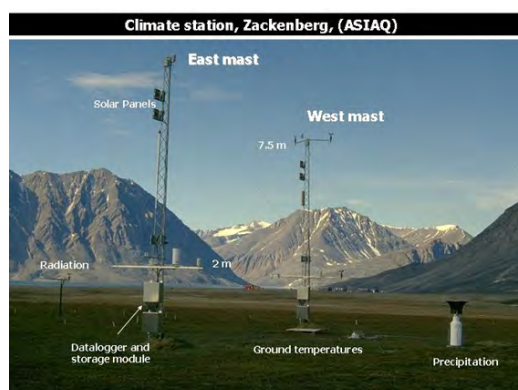 Climate station, Zackenberg, (ASIAQ)
East mast
Solar Panels
West mast
7.5 m
Radiation
2 m
Datalogger and
storage module
Ground temperatures
Precipitation